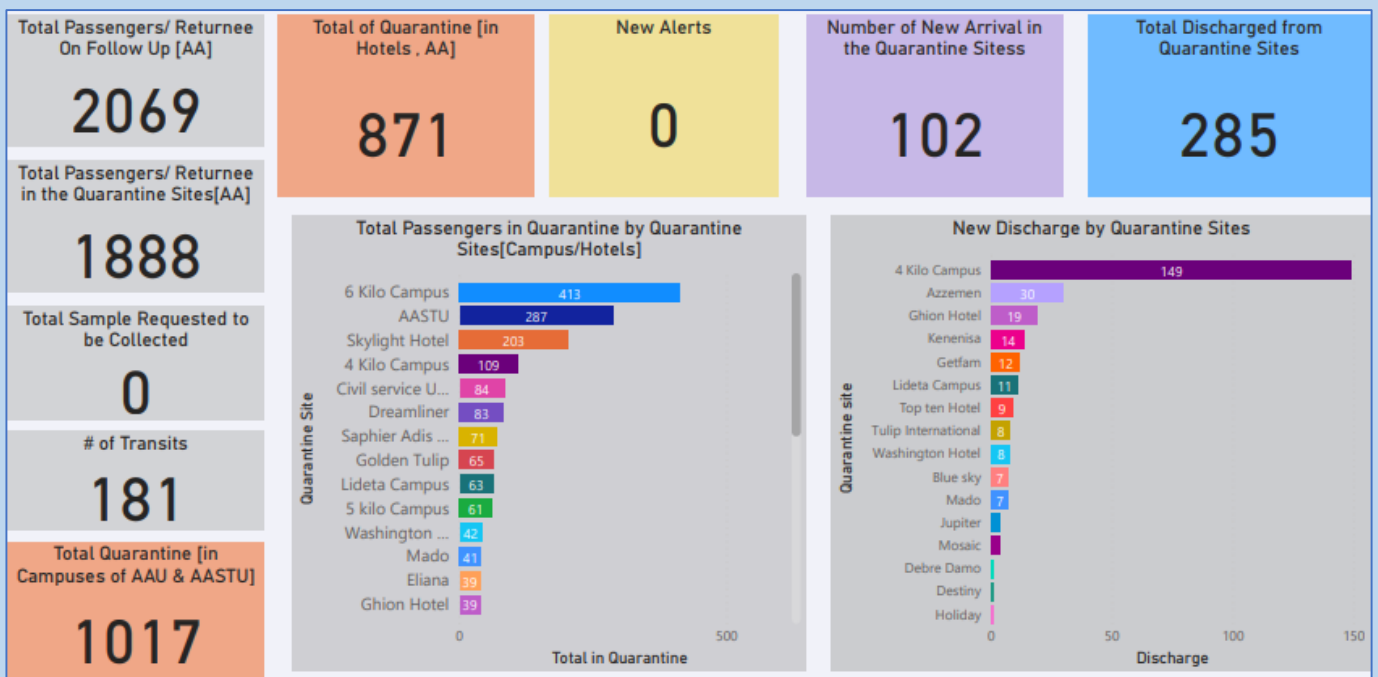 Total Passengers/ Returnee
On Follow Up [AA]
2069
Total Passengers/ Returnee
in the Quarantine Sites[AA]
1888
Total Sample Requested to
be Collected
0
# of Transits
181
Total Quarantine [in
Campuses of AAU & AASTU]
1017
Total of Quarantine [in
Hotels , AA]
871
New Alerts
0
Number of New Arrival in
the Quarantine Sitess
102
Total Discharged from
Quarantine Sites
285
Total Passengers in Quarantine by Quarantine
Sites[Campus/Hotels]
Quarantine Site
6 Kilo Campus 413
AASTU 287
Skylight Hotel 203
4 Kilo Campus 109
Civil service U... 84
Dreamliner 83
Saphier Adis ... 71
Golden Tulip 65
Lideta Campus 63
5 kilo Campus 61
Washington ... 42
Mado 41
Eliana 39
Ghion Hotel 39
0 500
Total in Quarantine
New Discharge by Quarantine Sites
Quarantine site
4 Kilo Campus 149
Azzemen 30
Ghion Hotel 19
Kenenisa 14
Getfam 12
Lideta Campus 11
Top ten Hotel 9
Tulip International 8
Washington Hotel 8
Blue sky 7
Mado 7
Jupiter
Mosaic
Debre Damo
Destiny
Holiday
0 50 100 150
Discharge